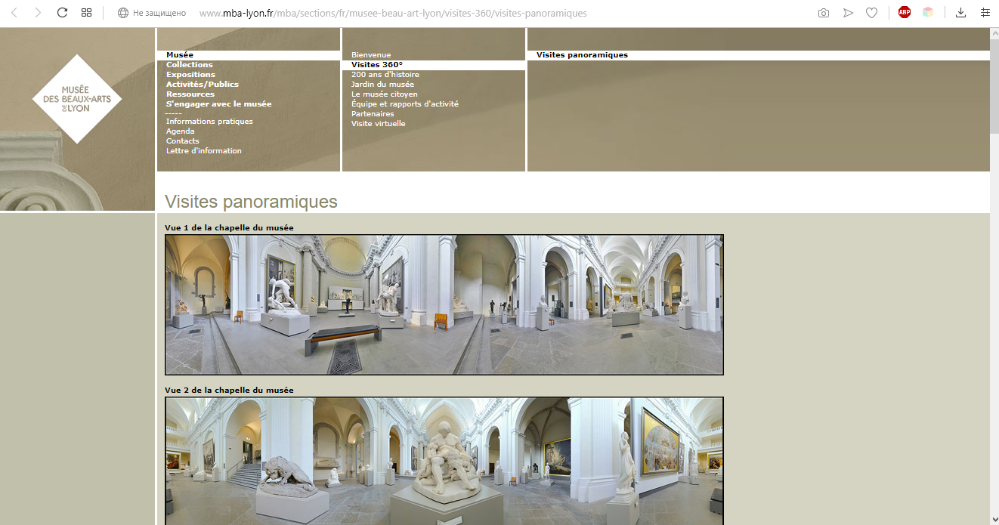 Не защищено
www.mba-lyon.fr/mba/sections/fr/musee-beau-art-lyon/visites-360/visites-panoramiques
ABP
MUSÉE
DES BEAUX-ARTS
DE LYON
Musée
Collections
Expositions
Activités/Publics
Ressources
S'engager avec le musée
-----
Informations pratiques
Agenda
Contacts
Lettre d'information
Bienvenue
Visites 360°
200 ans d'histoire
Jardin du musée
Le musée citoyen
Équipe et rapports d'activité
Partenaires
Visite virtuelle
Visites panoramiques
Visites panoramiques
Vue 1 de la chapelle du musée
Vue 2 de la chapelle du musée